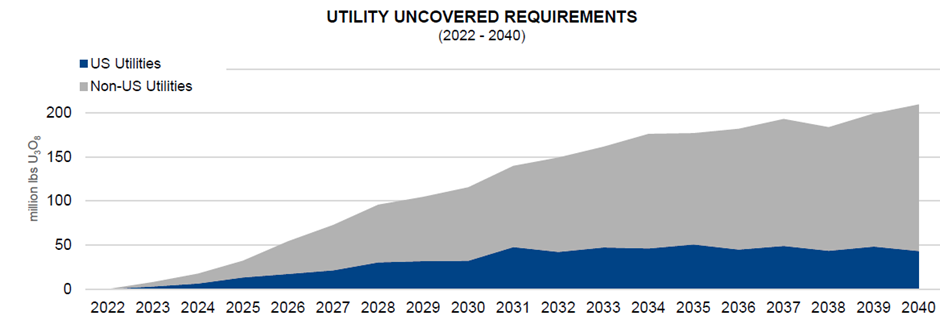 UTILITY UNCOVERED REQUIREMENTS
(2022 - 2040)
US Utilities
Non-US Utilities
million lbs U₃O₈
200
150
100
50
0
2022 2023 2024 2025 2026 2027 2028 2029 2030 2031 2032 2033 2034 2035 2036 2037 2038 2039 2040